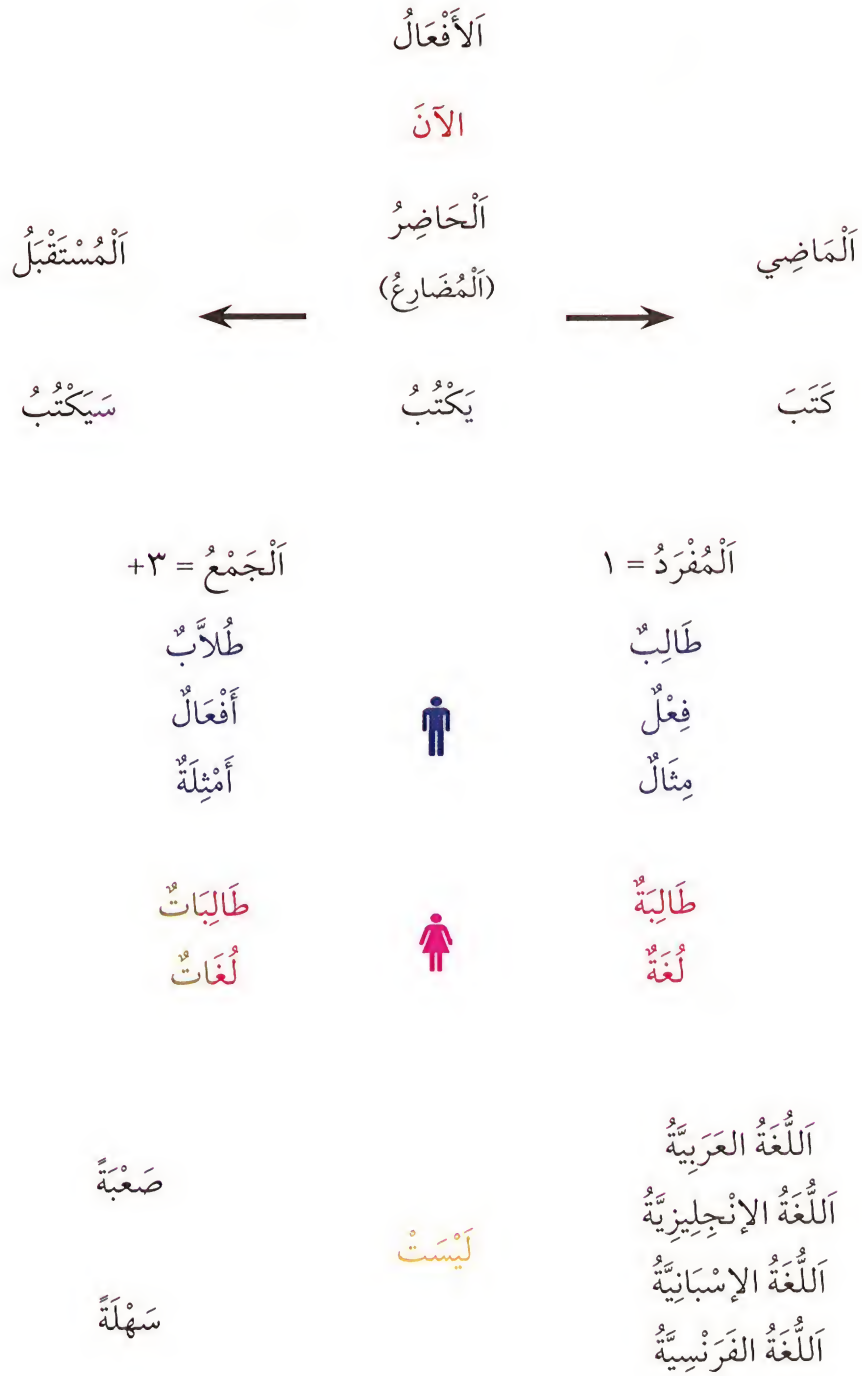 اَلأَفْعَالُ
الآنَ
اَلْمَاضِي
اَلْحَاضِرُ
(اَلْمُضَارِعُ)
اَلْمُسْتَقْبَلُ
كَتَبَ يَكْتُبُ سَيَكْتُبُ
اَلْمُفْرَدُ = ١ اَلْجَمْعُ = ٣+
طَالِبٌ طُلاَّبٌ
فِعْلٌ أَفْعَالٌ
مِثَالٌ أَمْثِلَةٌ
طَالِبَةٌ طَالِبَاتٌ
لُغَةٌ لُغَاتٌ
اَللُّغَةُ العَرَبِيَّةُ
اَللُّغَةُ الإنْجِلِيزِيَّةُ
اَللُّغَةُ الإسْبَانِيَّةُ
اَللُّغَةُ الفَرَنْسِيَّةُ
لَيْسَتْ
صَعْبَةً
سَهْلَةً